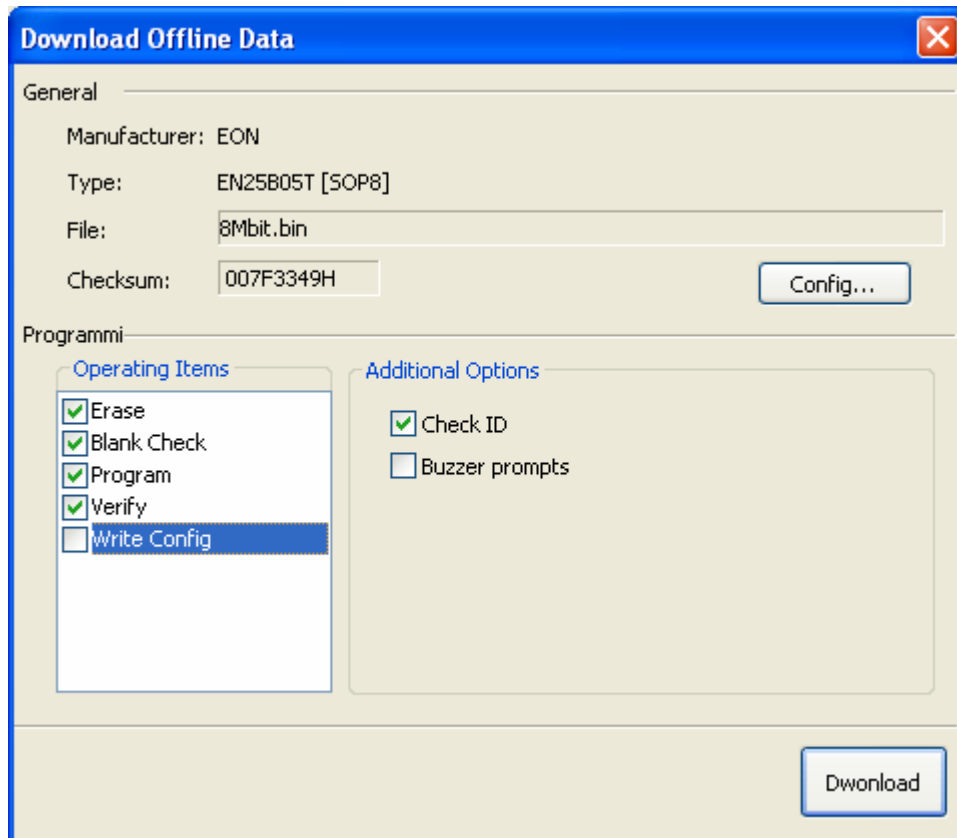 Download Offline Data
General
Manufacturer: EON
Type: EN25B05T [SOP8]
File: 8Mbit.bin
Checksum: 007F3349H
Config...
Programmi
Operating Items
Erase
Blank Check
Program
Verify
Write Config
Additional Options
Check ID
Buzzer prompts
Dwonload